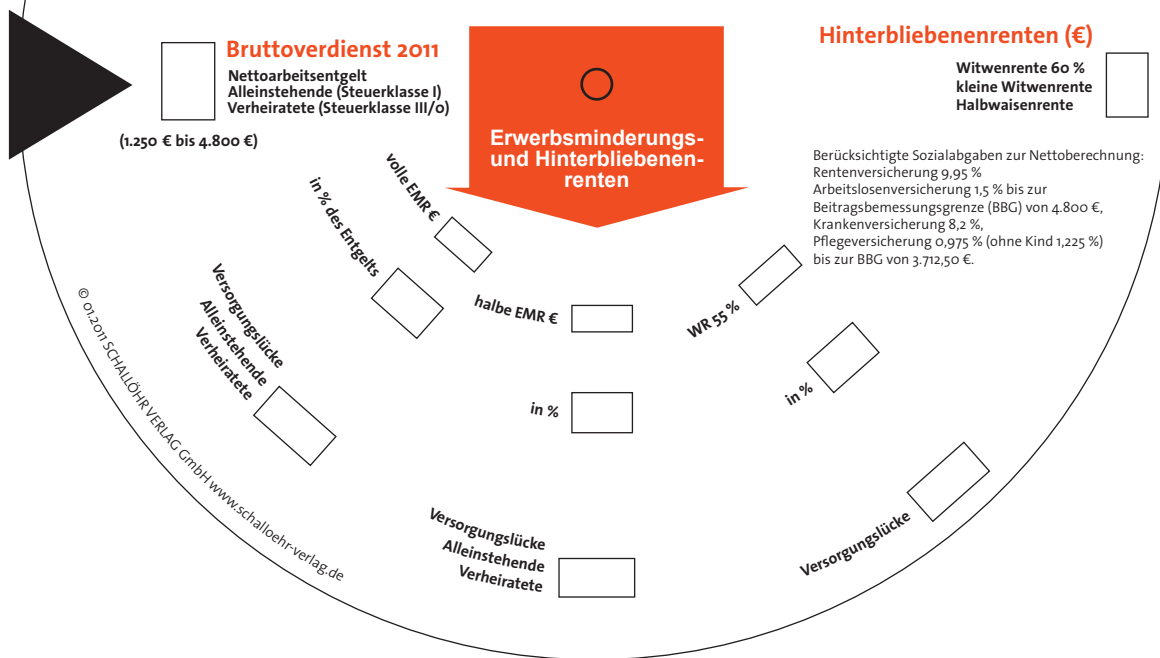 Bruttoverdienst 2011
Nettoarbeitsentgelt
Alleinstehende (Steuerklasse I)
Verheiratete (Steuerklasse III/0)
(1.250 € bis 4.800 €)
Erwerbsminderungs-
und Hinterbliebenen-
renten
Hinterbliebenenrenten (€)
Witwenrente 60 %
kleine Witwenrente
Halbwaisenrente
Berücksichtigte Sozialabgaben zur Nettoberechnung:
Rentenversicherung 9,95 %
Arbeitslosenversicherung 1,5 % bis zur
Beitragsbemessungsgrenze (BBG) von 4.800 €,
Krankenversicherung 8,2 %,
Pflegeversicherung 0,975 % (ohne Kind 1,225 %)
bis zur BBG von 3.712,50 €.
volle EMR €
in % des Entgelts
Versorgungslücke
Alleinstehende
Verheiratete
halbe EMR €
in %
Versorgungslücke
Alleinstehende
Verheiratete
WR 55 %
in %
Versorgungslücke
© 01.2011 SCHALLÖHR VERLAG GmbH www.schalloehr-verlag.de